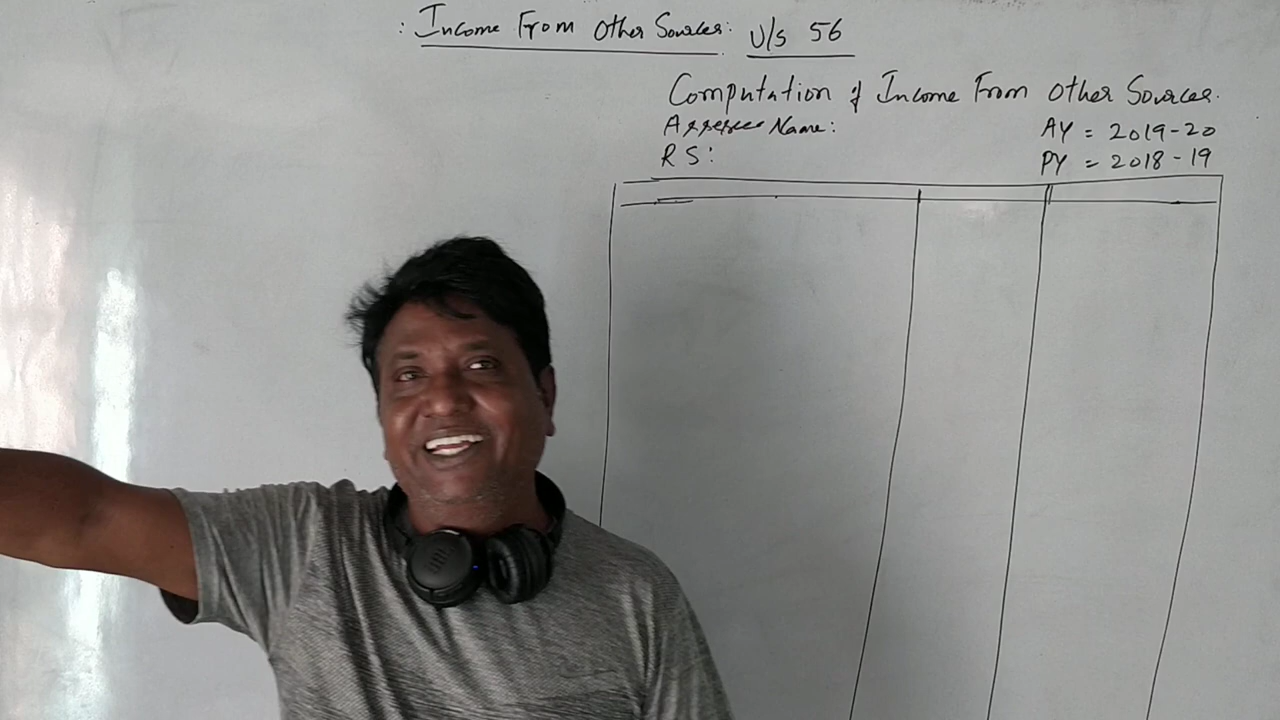 : Income From Other Sources: U/s 56
Computation of Income From Other Sources.
Assessee Name:
AY = 2019-20
R S:
PY = 2018-19
JBL